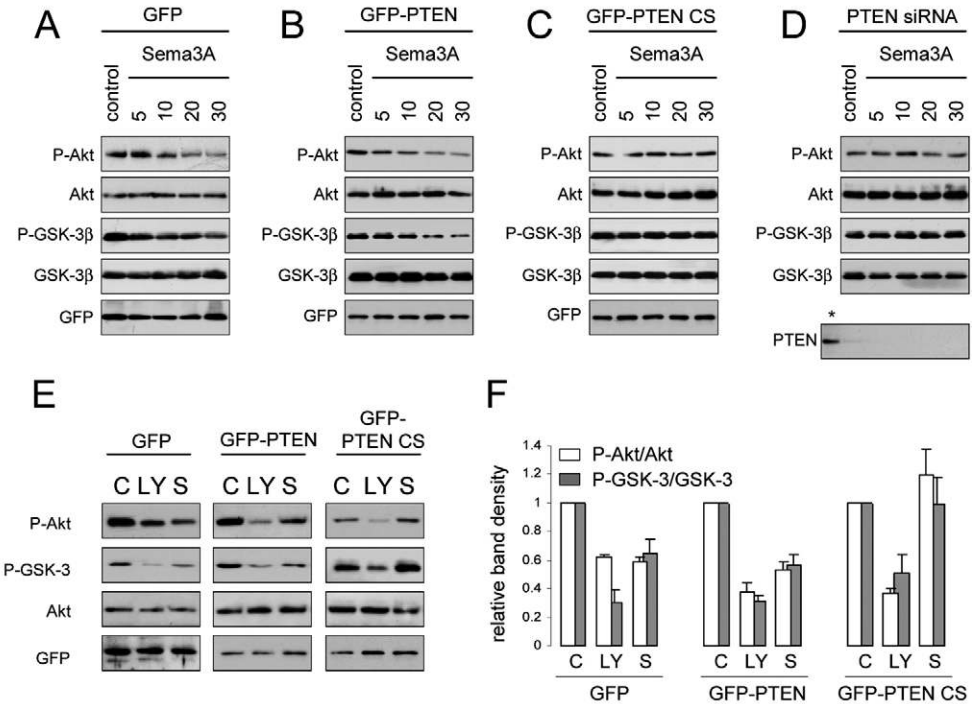 A
GFP
Sema3A
control
5
10
20
30
P-Akt
Akt
P-GSK-3β
GSK-3β
GFP
B
GFP-PTEN
Sema3A
control
5
10
20
30
P-Akt
Akt
P-GSK-3β
GSK-3β
GFP
C
GFP-PTEN CS
Sema3A
control
5
10
20
30
P-Akt
Akt
P-GSK-3β
GSK-3β
GFP
D
PTEN siRNA
Sema3A
control
5
10
20
30
P-Akt
Akt
P-GSK-3β
GSK-3β
*
PTEN
E
GFP
GFP-PTEN
GFP-
PTEN CS
C LY S C LY S C LY S
P-Akt
P-GSK-3
Akt
GFP
F
relative band density
1.4
1.2
1
0.8
0.6
0.4
0.2
0
P-Akt/Akt
P-GSK-3/GSK-3
C LY S C LY S C LY S
GFP GFP-PTEN GFP-PTEN CS